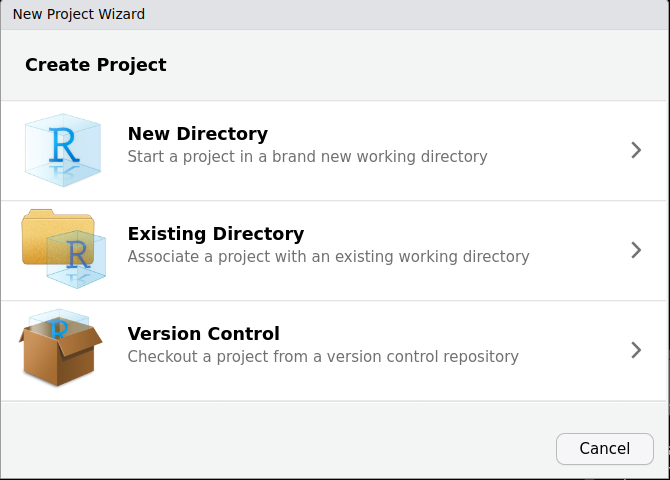 New Project Wizard
Create Project
R
New Directory
Start a project in a brand new working directory
R
Existing Directory
Associate a project with an existing working directory
R
Version Control
Checkout a project from a version control repository
Cancel